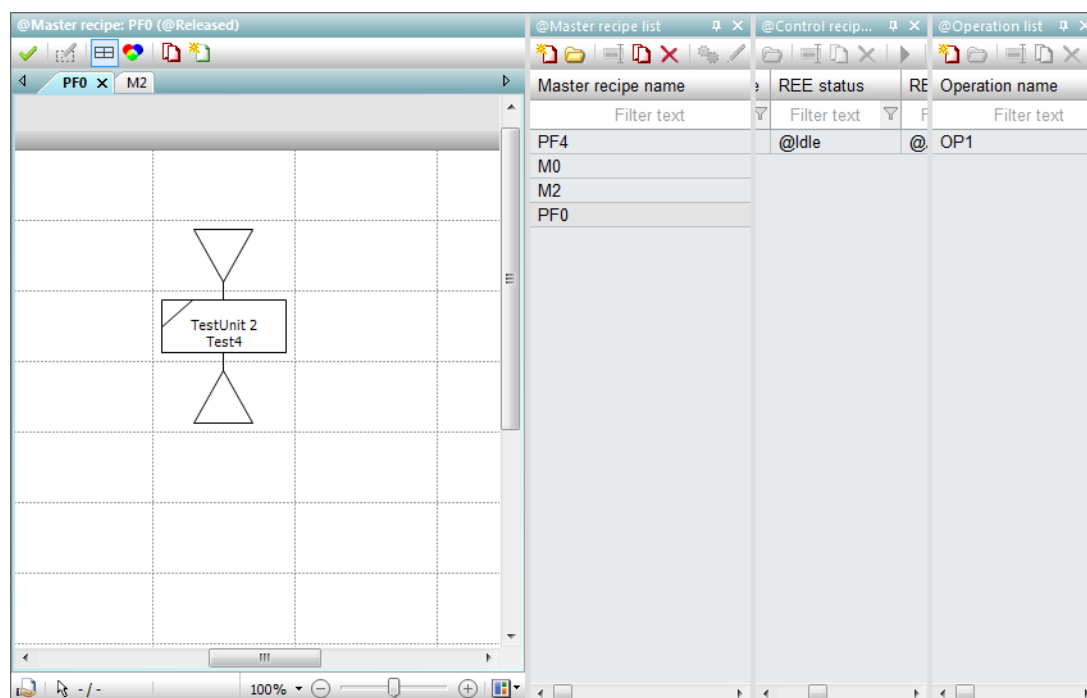 @Master recipe: PF0 (@Released)
PF0
M2
TestUnit 2
Test4
-/-
100%
@Master recipe list
Master recipe name
Filter text
PF4
M0
M2
PF0
@Control recip...
REE status
RE
Filter text
F
@Idle
@
@Operation list
Operation name
Filter text
OP1